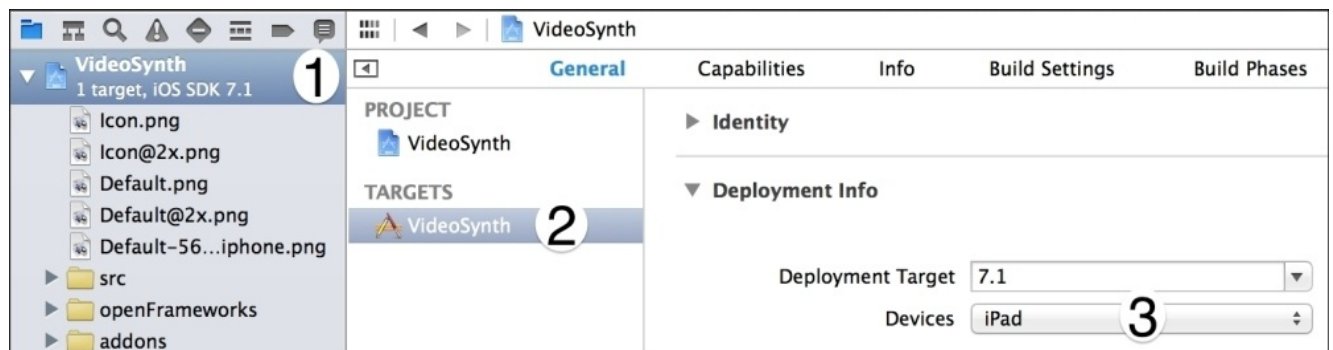 VideoSynth
VideoSynth
1 target, iOS SDK 7.1
1
General Capabilities Info Build Settings Build Phases
Icon.png
Icon@2x.png
Default.png
Default@2x.png
Default-56...iphone.png
src
openFrameworks
addons
PROJECT
VideoSynth
TARGETS
VideoSynth
2
Identity
Deployment Info
Deployment Target 7.1
Devices iPad
3